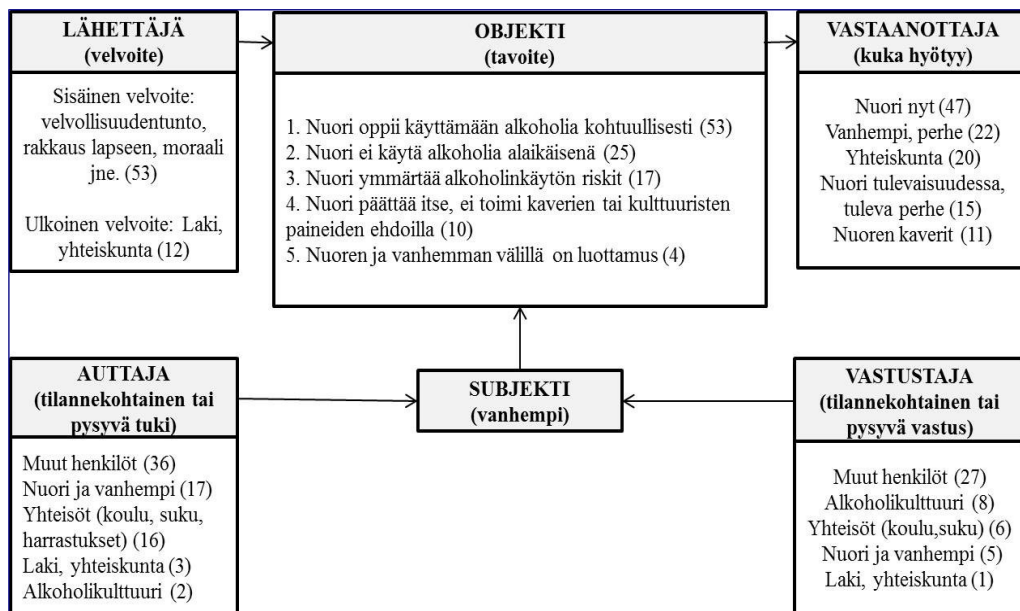 LÄHETTÄJÄ
(velvoite)
Sisäinen velvoite:
velvollisuudentunto,
rakkaus lapseen, moraali
jne. (53)
Ulkoinen velvoite: Laki,
yhteiskunta (12)
OBJEKTI
(tavoite)
1. Nuori oppii käyttämään alkoholia kohtuullisesti (53)
2. Nuori ei käytä alkoholia alaikäisenä (25)
3. Nuori ymmärtää alkoholinkäytön riskit (17)
4. Nuori päättää itse, ei toimi kaverien tai kulttuuristen
paineiden ehdoilla (10)
5. Nuoren ja vanhemman välillä on luottamus (4)
VASTAANOTTAJA
(kuka hyötyy)
Nuori nyt (47)
Vanhempi, perhe (22)
Yhteiskunta (20)
Nuori tulevaisuudessa,
tuleva perhe (15)
Nuoren kaverit (11)
AUTTAJA
(tilannekohtainen tai
pysyvä tuki)
Muut henkilöt (36)
Nuori ja vanhempi (17)
Yhteisöt (koulu, suku,
harrastukset) (16)
Laki, yhteiskunta (3)
Alkoholikulttuuri (2)
SUBJEKTI
(vanhempi)
VASTUSTAJA
(tilannekohtainen tai
pysyvä vastus)
Muut henkilöt (27)
Alkoholikulttuuri (8)
Yhteisöt (koulu,suku) (6)
Nuori ja vanhempi (5)
Laki, yhteiskunta (1)